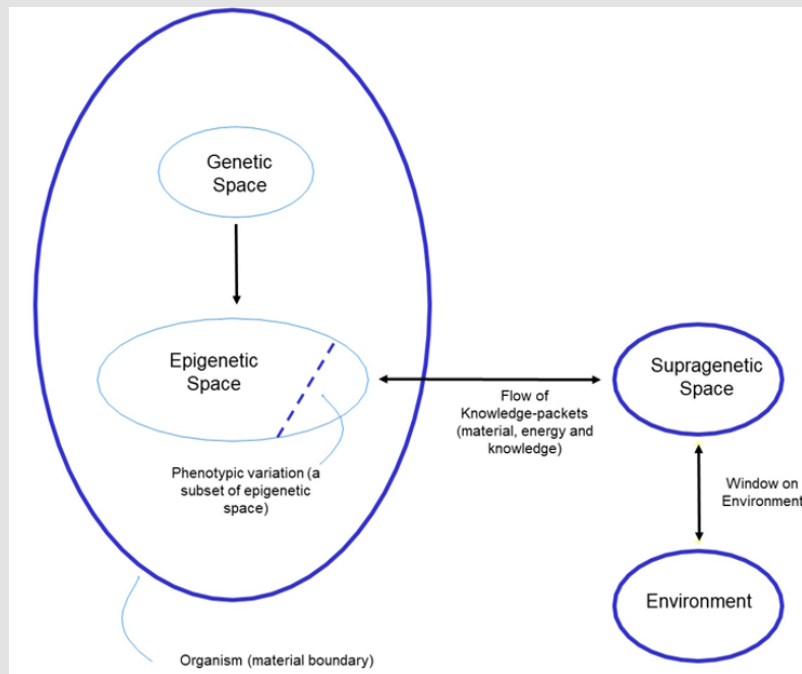 Genetic
Space
Epigenetic
Space
Supragenetic
Space
Flow of
Knowledge-packets
(material, energy and
knowledge)
Phenotypic variation (a
subset of epigenetic
space)
Window on
Environment
Environment
Organism (material boundary)